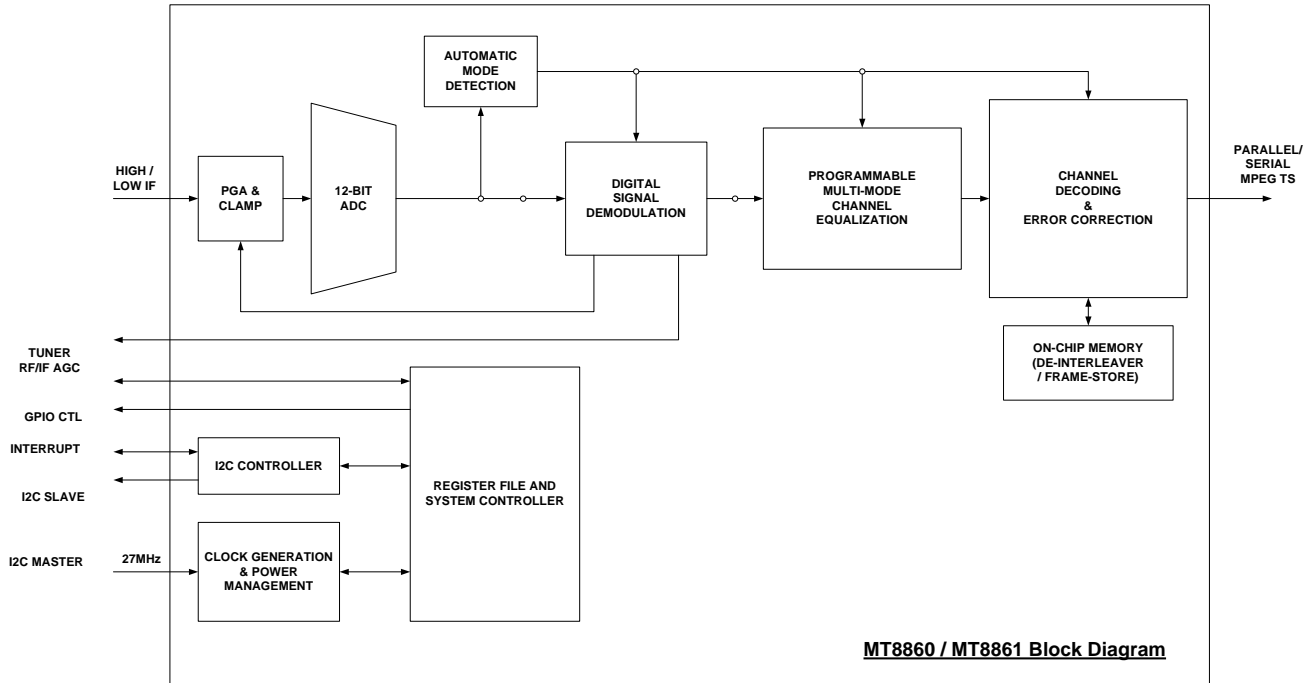 AUTOMATIC
MODE
DETECTION
HIGH /
LOW IF
PGA &
CLAMP
12-BIT
ADC
DIGITAL
SIGNAL
DEMODULATION
PROGRAMMABLE
MULTI-MODE
CHANNEL
EQUALIZATION
CHANNEL
DECODING
&
ERROR CORRECTION
PARALLEL/
SERIAL
MPEG TS
ON-CHIP MEMORY
(DE-INTERLEAVER
/ FRAME-STORE)
TUNER
RF/IF AGC
GPIO CTL
INTERRUPT
I2C SLAVE
I2C MASTER
27MHz
I2C CONTROLLER
CLOCK GENERATION
& POWER
MANAGEMENT
REGISTER FILE AND
SYSTEM CONTROLLER
MT8860 / MT8861 Block Diagram